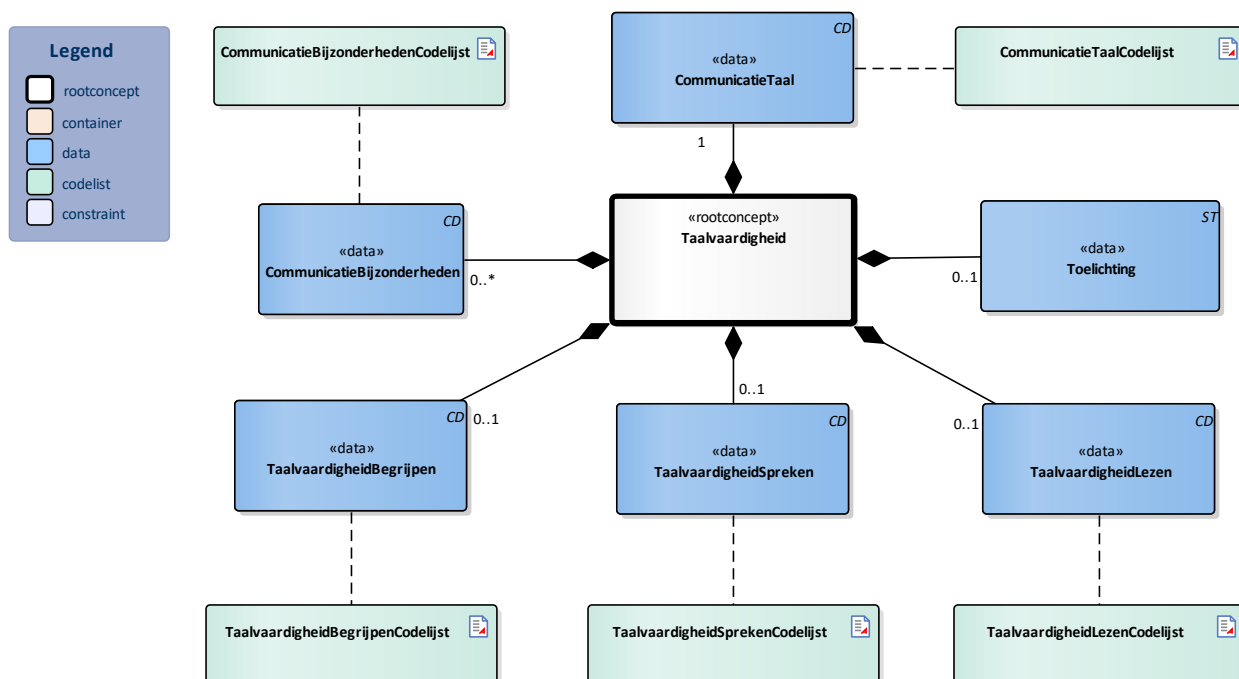 Legend
rootconcept
container
data
codelist
constraint
CommunicatieBijzonderhedenCodelijst
CD
«data»
CommunicatieTaal
CommunicatieTaalCodelijst
1
CD
«data»
CommunicatieBijzonderheden
0..*
«rootconcept»
Taalvaardigheid
ST
«data»
Toelichting
0..1
CD
«data»
TaalvaardigheidBegrijpen
0..1
0..1
CD
«data»
TaalvaardigheidSpreken
0..1
CD
«data»
TaalvaardigheidLezen
TaalvaardigheidBegrijpenCodelijst
TaalvaardigheidSprekenCodelijst
TaalvaardigheidLezenCodelijst